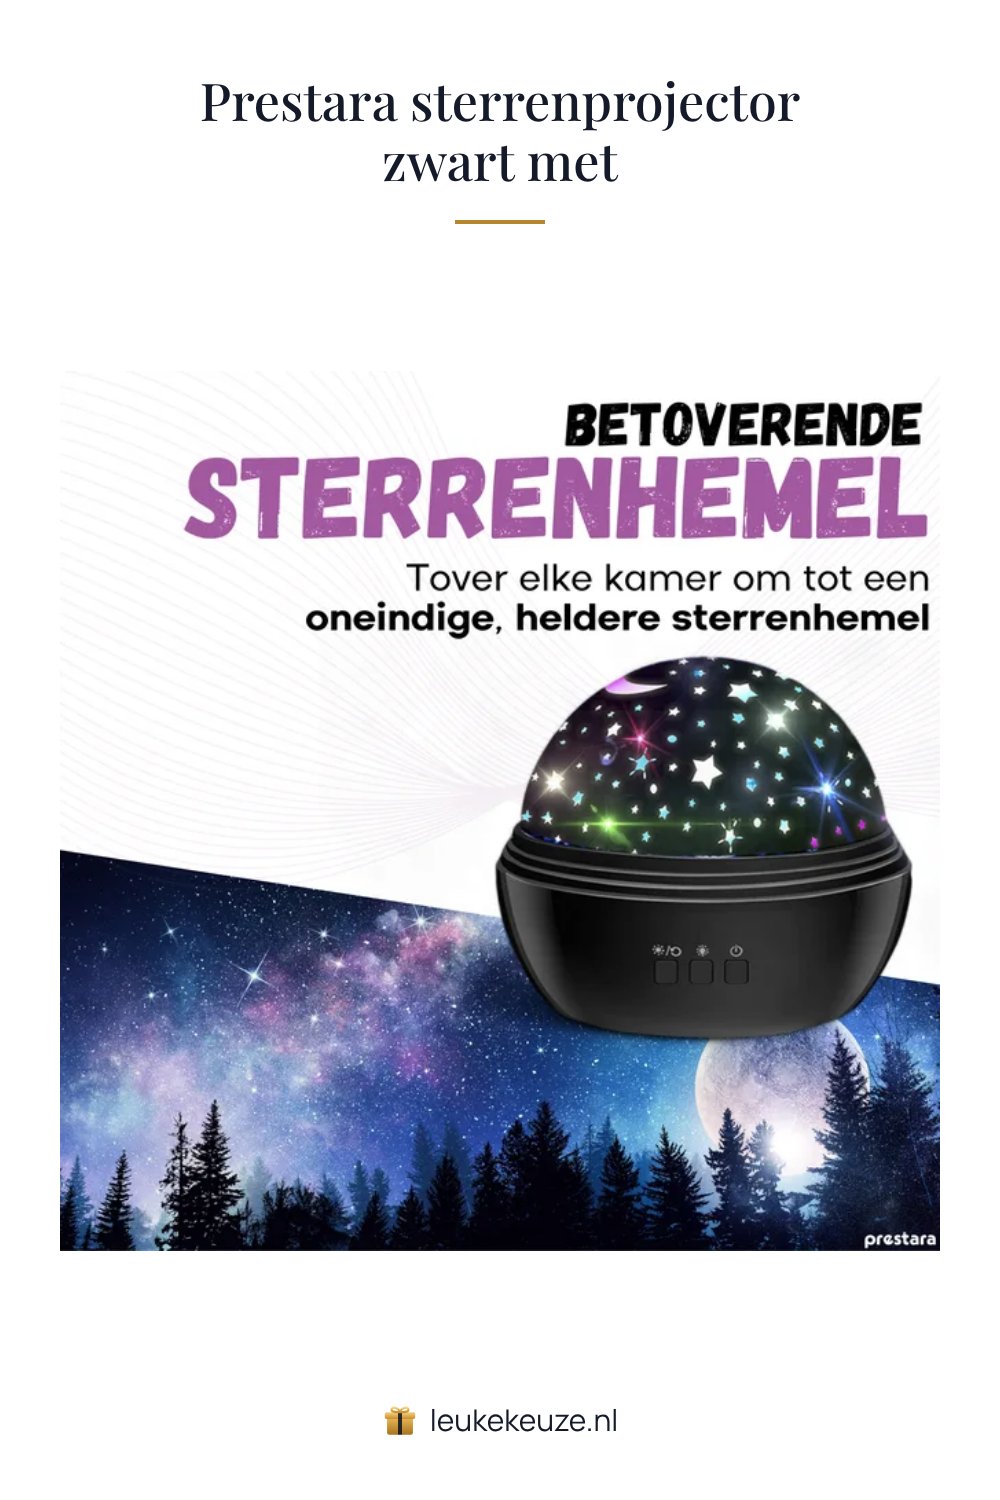 Prestara sterrenprojector
zwart met
BETOVERENDE
STERRENHEMEL
Tover elke kamer om tot een
oneindige, heldere sterrenhemel
prestara
leukekeuze.nl